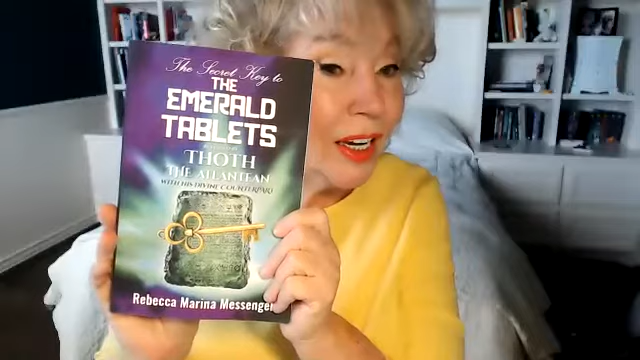 The Secret Key to
THE
EMERALD
TABLETS
THOTH
THE ATLANTEAN
WITH HIS DIVINE COUNTERPART
Rebecca Marina Messenger